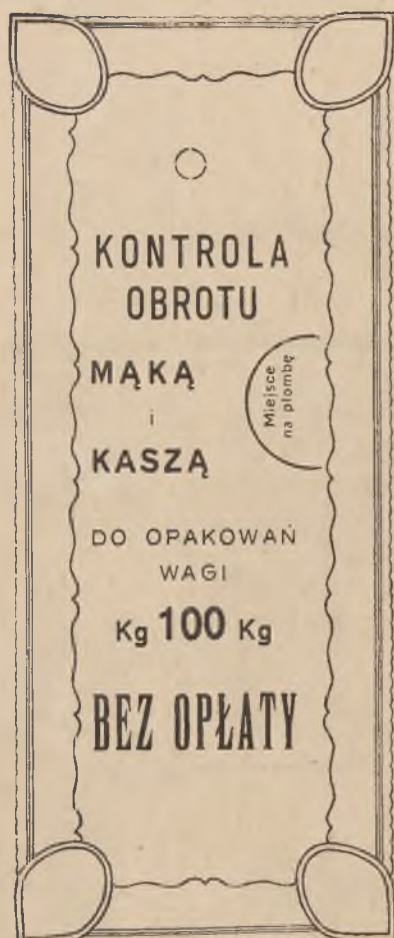 KONTROLA
OBROTU
MĄKĄ
i
KASZĄ
Miejsce
na plombę
DO OPAKOWAŃ
WAGI
Kg 100 Kg
BEZ OPŁATY